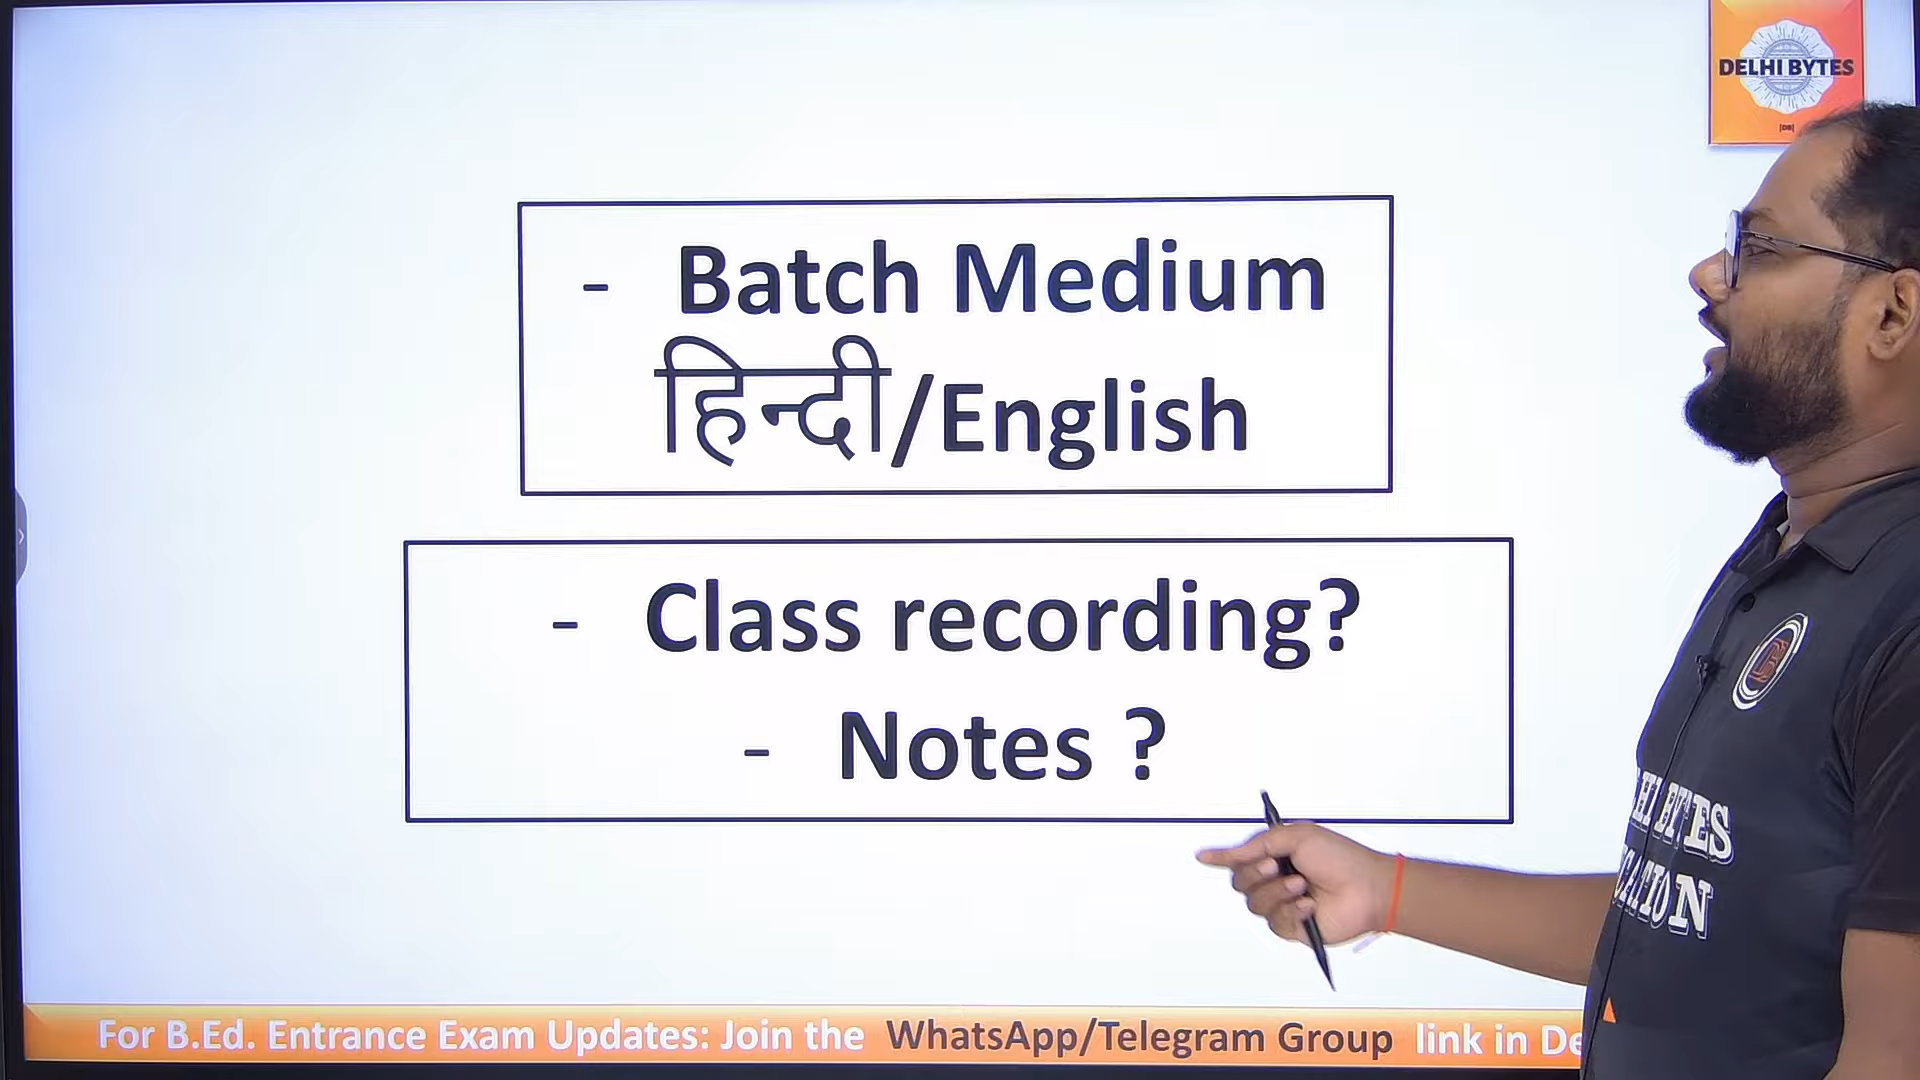 DELHI BYTES
|DB|
- Batch Medium
हिन्दी/English
- Class recording?
- Notes ?
For B.Ed. Entrance Exam Updates: Join the WhatsApp/Telegram Group link in